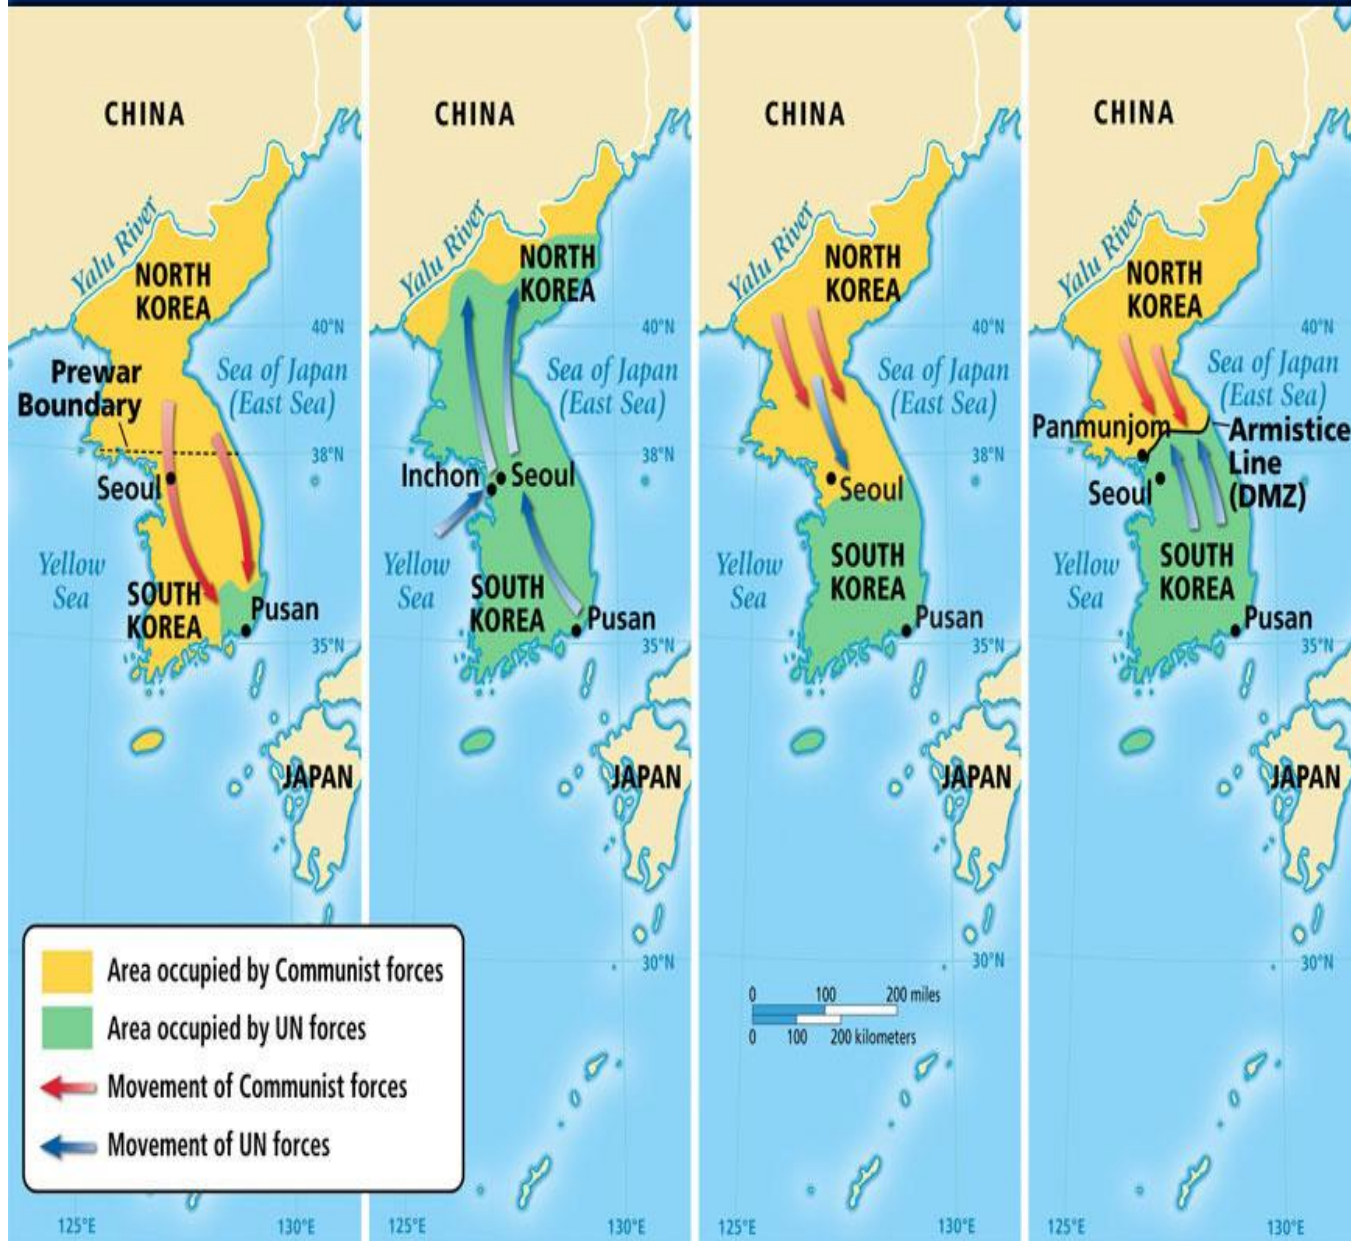 CHINA
Yalu River
NORTH
KOREA
40°N
Prewar
Boundary
Sea of Japan
(East Sea)
38°N
Seoul
Yellow
Sea
SOUTH
KOREA
Pusan
35°N
JAPAN
125°E
130°E
CHINA
Yalu River
NORTH
KOREA
40°N
Sea of Japan
(East Sea)
38°N
Inchon
Seoul
Yellow
Sea
SOUTH
KOREA
Pusan
35°N
JAPAN
30°N
125°E
130°E
CHINA
Yalu River
NORTH
KOREA
40°N
Sea of Japan
(East Sea)
38°N
Seoul
Yellow
Sea
SOUTH
KOREA
Pusan
35°N
JAPAN
30°N
0 100 200 miles
0 100 200 kilometers
125°E
130°E
CHINA
Yalu River
NORTH
KOREA
40°N
Sea of Japan
(East Sea)
Panmunjom
Armistice
Line
(DMZ)
38°N
Seoul
Yellow
Sea
SOUTH
KOREA
Pusan
35°N
JAPAN
30°N
125°E
130°E
Area occupied by Communist forces
Area occupied by UN forces
Movement of Communist forces
Movement of UN forces